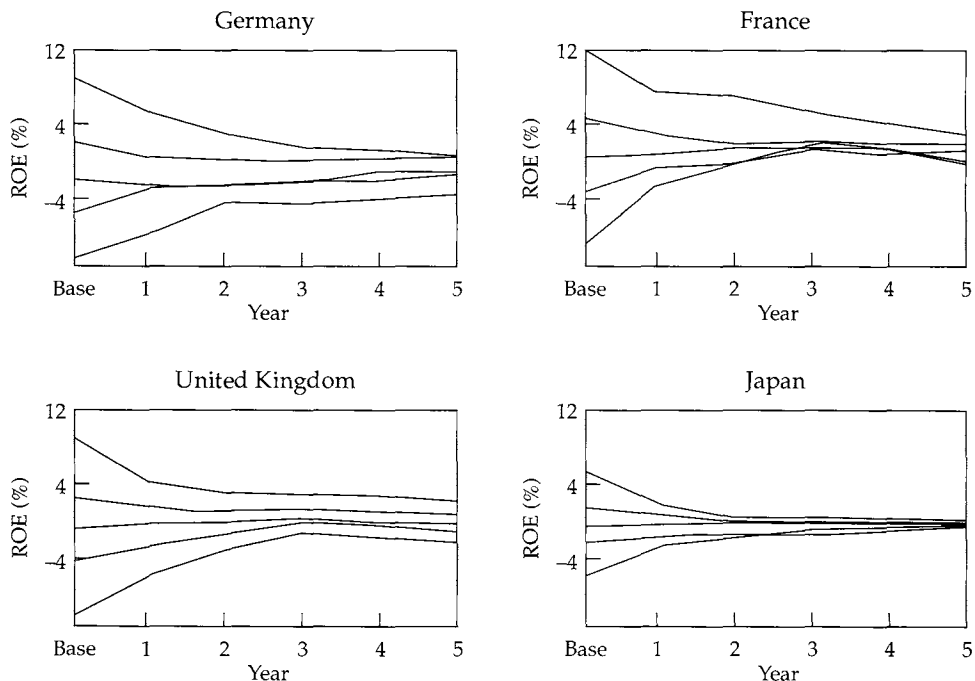 Germany
12
4
−4
ROE (%)
Base 1 2 3 4 5
Year
France
12
4
−4
ROE (%)
Base 1 2 3 4 5
Year
United Kingdom
12
4
−4
ROE (%)
Base 1 2 3 4 5
Year
Japan
12
4
−4
ROE (%)
Base 1 2 3 4 5
Year